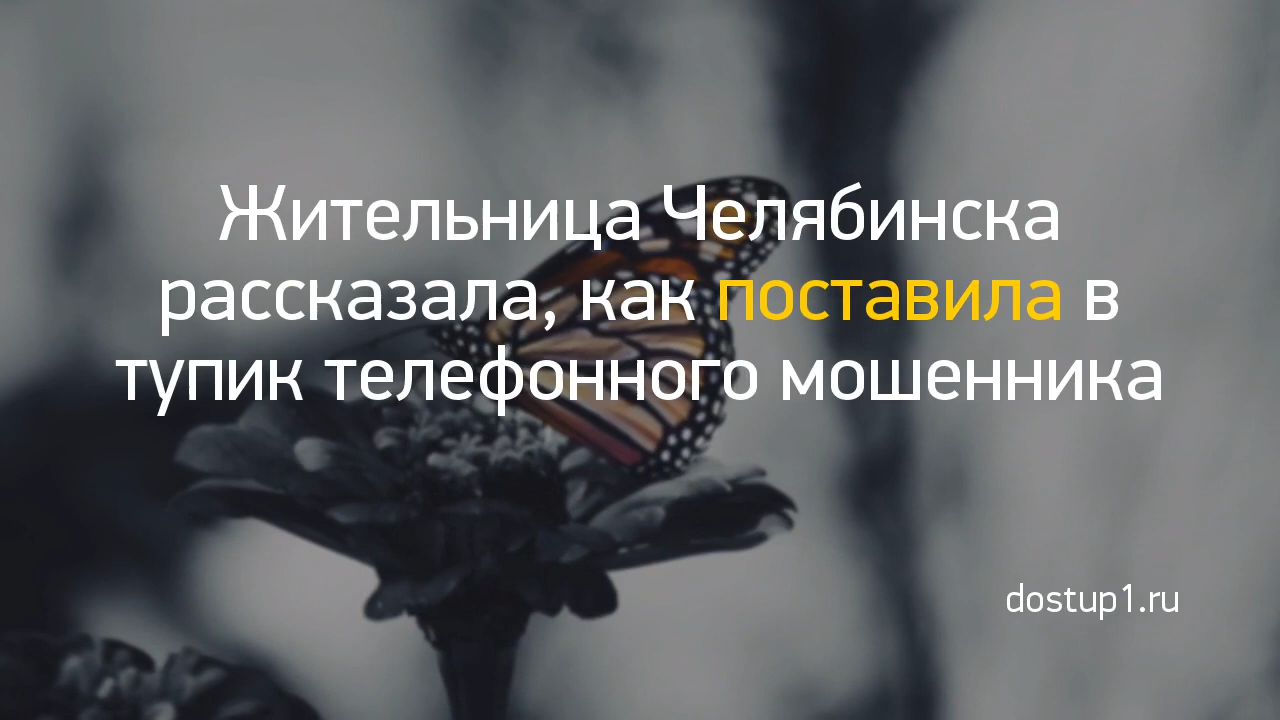 Жительница Челябинска
рассказала, как поставила в
тупик телефонного мошенника
dostup1.ru